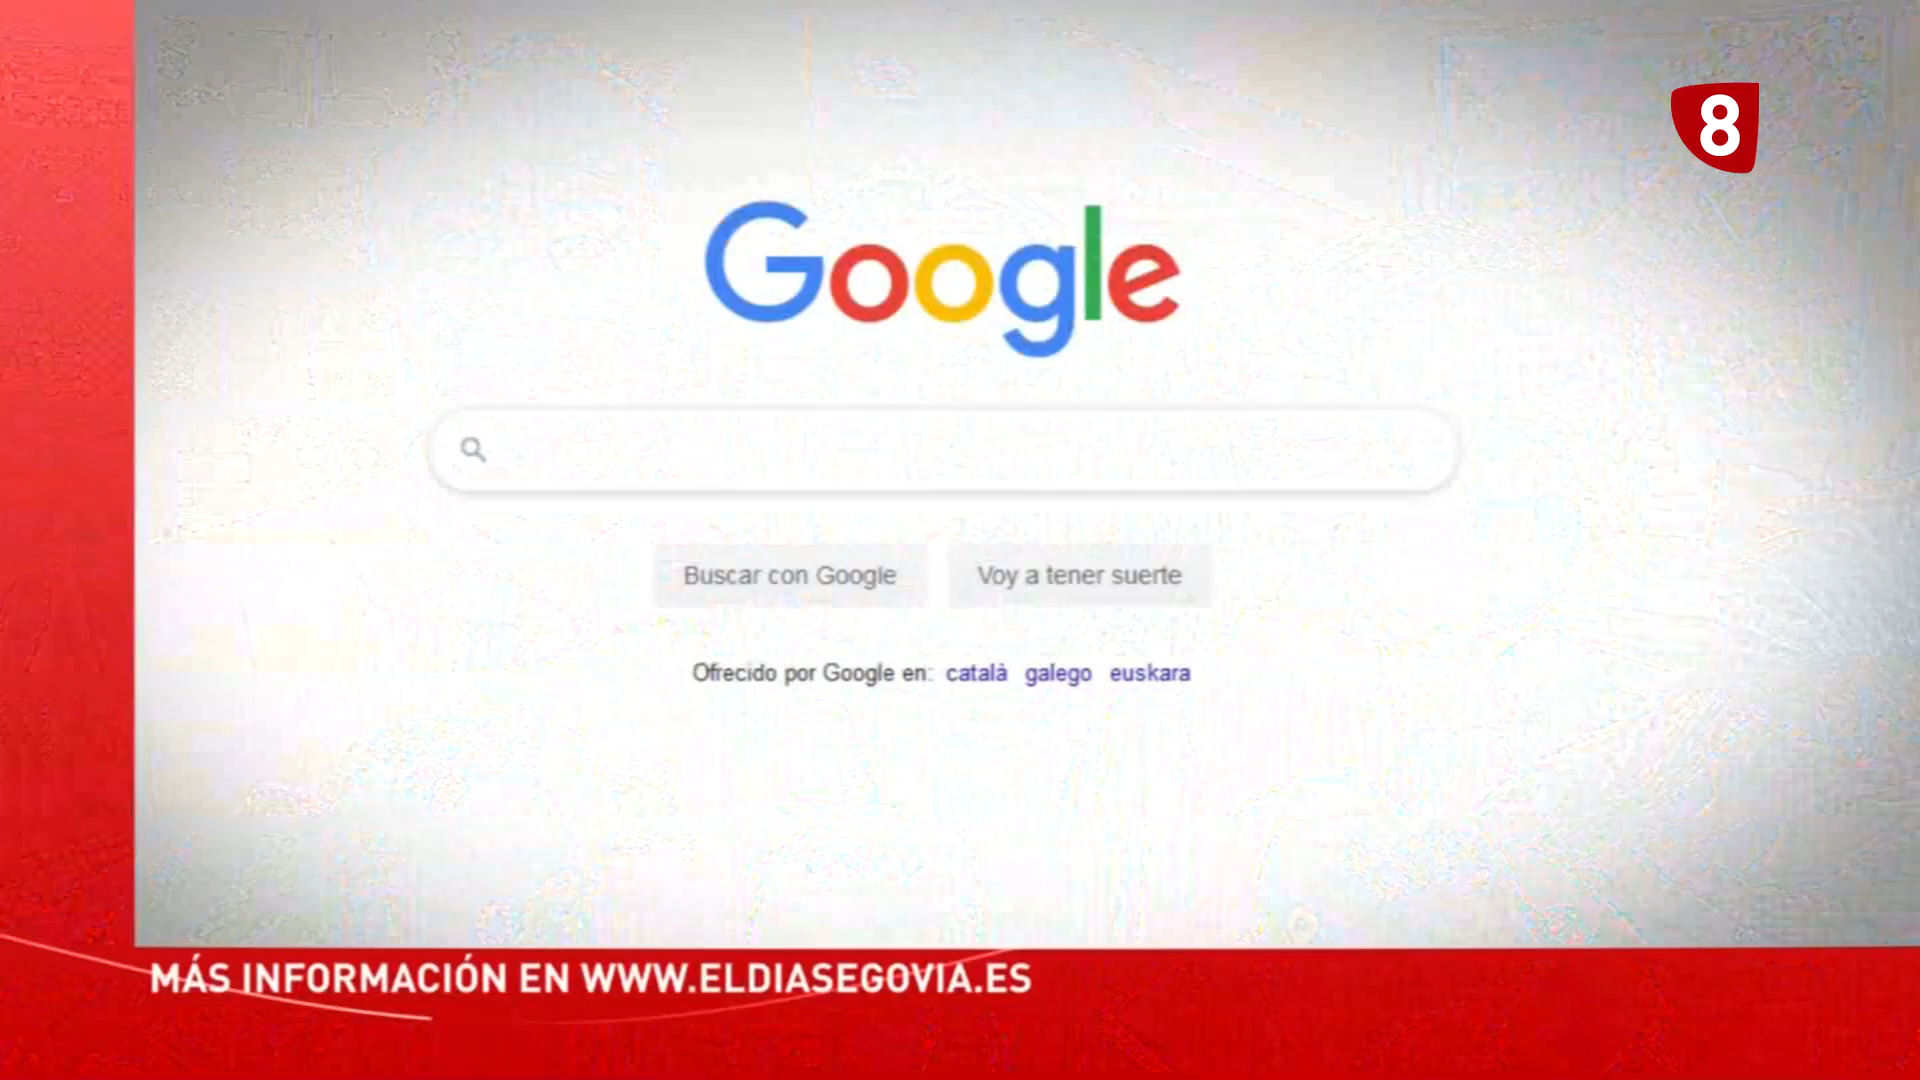 8
Google
Buscar con Google
Voy a tener suerte
Ofrecido por Google en: català galego euskara
MÁS INFORMACIÓN EN WWW.ELDIASEGOVIA.ES